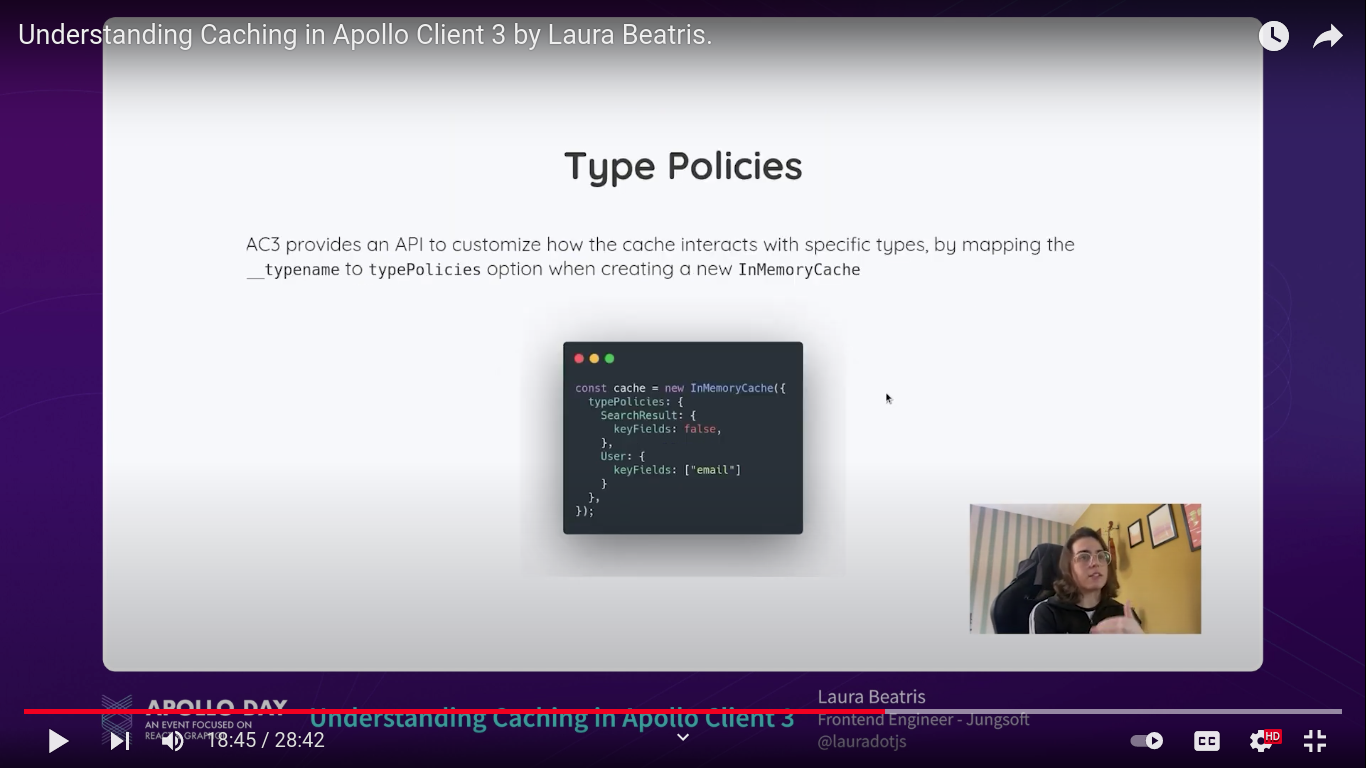 Understanding Caching in Apollo Client 3 by Laura Beatris.
Type Policies
AC3 provides an API to customize how the cache interacts with specific types, by mapping the
__typename to typePolicies option when creating a new InMemoryCache
const cache = new InMemoryCache({
typePolicies: {
SearchResult: {
keyFields: false,
},
User: {
keyFields: ["email"]
}
},
});
APOLLO DAY
AN EVENT FOCUSED ON
Understanding Caching in Apollo Client 3
Laura Beatris
Frontend Engineer - Jungsoft
@lauradotjs
18:45 / 28:42
CC
HD